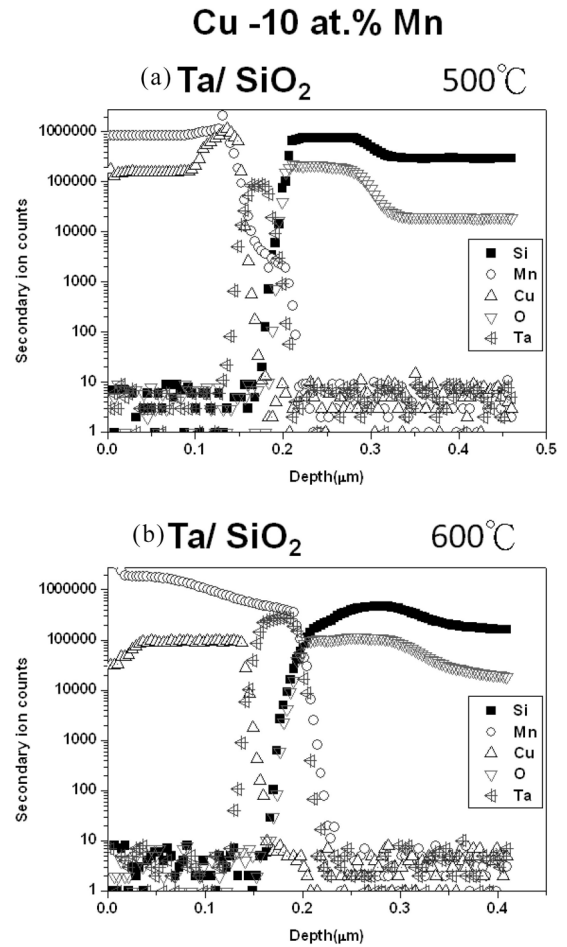 Cu -10 at.% Mn
(a) Ta/ SiO₂ 500℃
1000000
100000
10000
1000
100
10
1
Secondary ion counts
Si
Mn
Cu
O
Ta
0.0 0.1 0.2 0.3 0.4 0.5
Depth(μm)
(b) Ta/ SiO₂ 600℃
1000000
100000
10000
1000
100
10
1
Secondary ion counts
Si
Mn
Cu
O
Ta
0.0 0.1 0.2 0.3 0.4
Depth(μm)